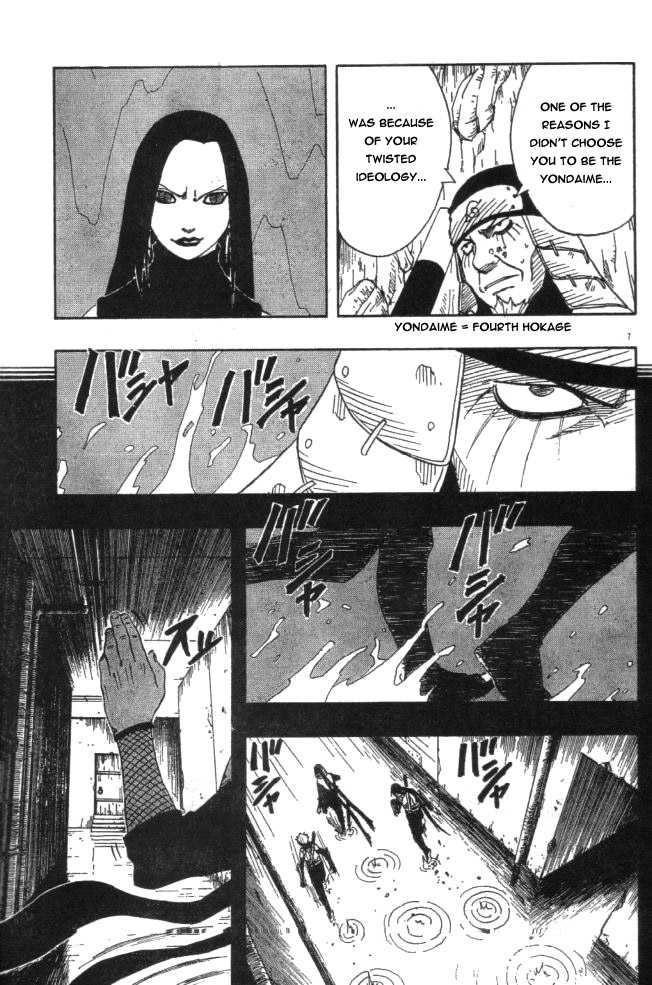 ONE OF THE
REASONS I
DIDN'T CHOOSE
YOU TO BE THE
YONDAIME...
...
WAS BECAUSE
OF YOUR
TWISTED
IDEOLOGY...
YONDAIME = FOURTH HOKAGE
7
バシャ
バシャ
バシャ
バシャ
スッ
バシャ
バシャ